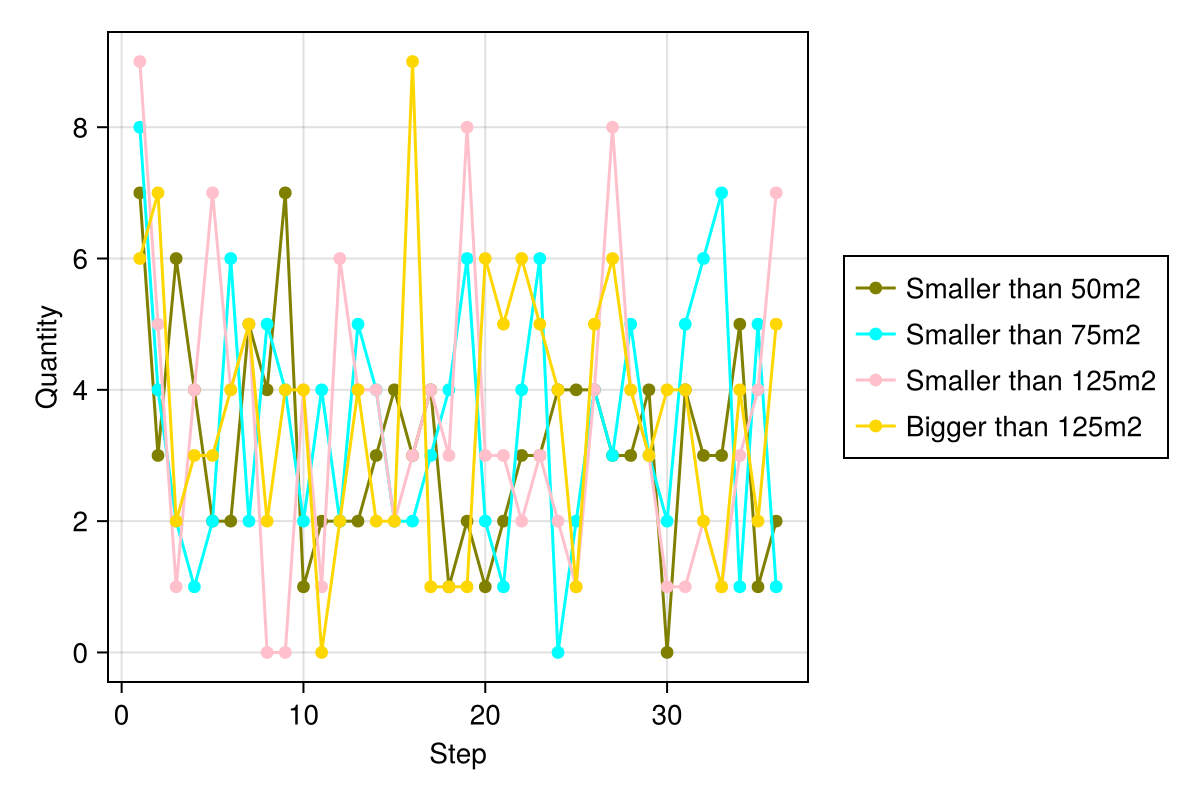 8
6
4
2
0
Quantity
0 10 20 30
Step
Smaller than 50m2
Smaller than 75m2
Smaller than 125m2
Bigger than 125m2